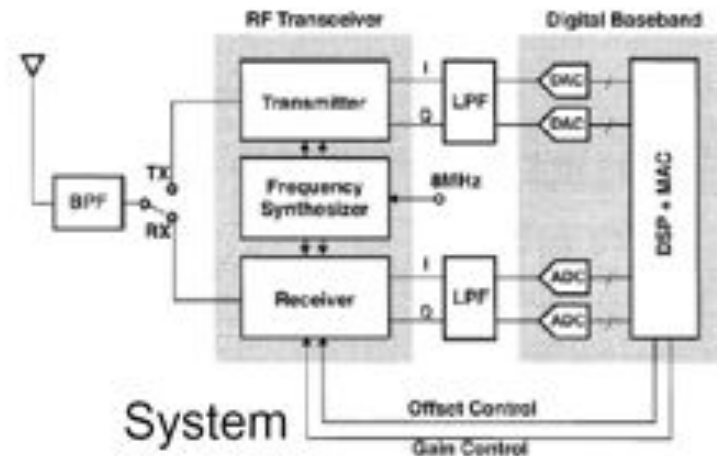 RF Transceiver
Digital Baseband
Transmitter
I
Q
LPF
DAC
DAC
TX
BPF
RX
Frequency
Synthesizer
8MHz
DSP + MAC
Receiver
I
Q
LPF
ADC
ADC
Offset Control
System
Gain Control